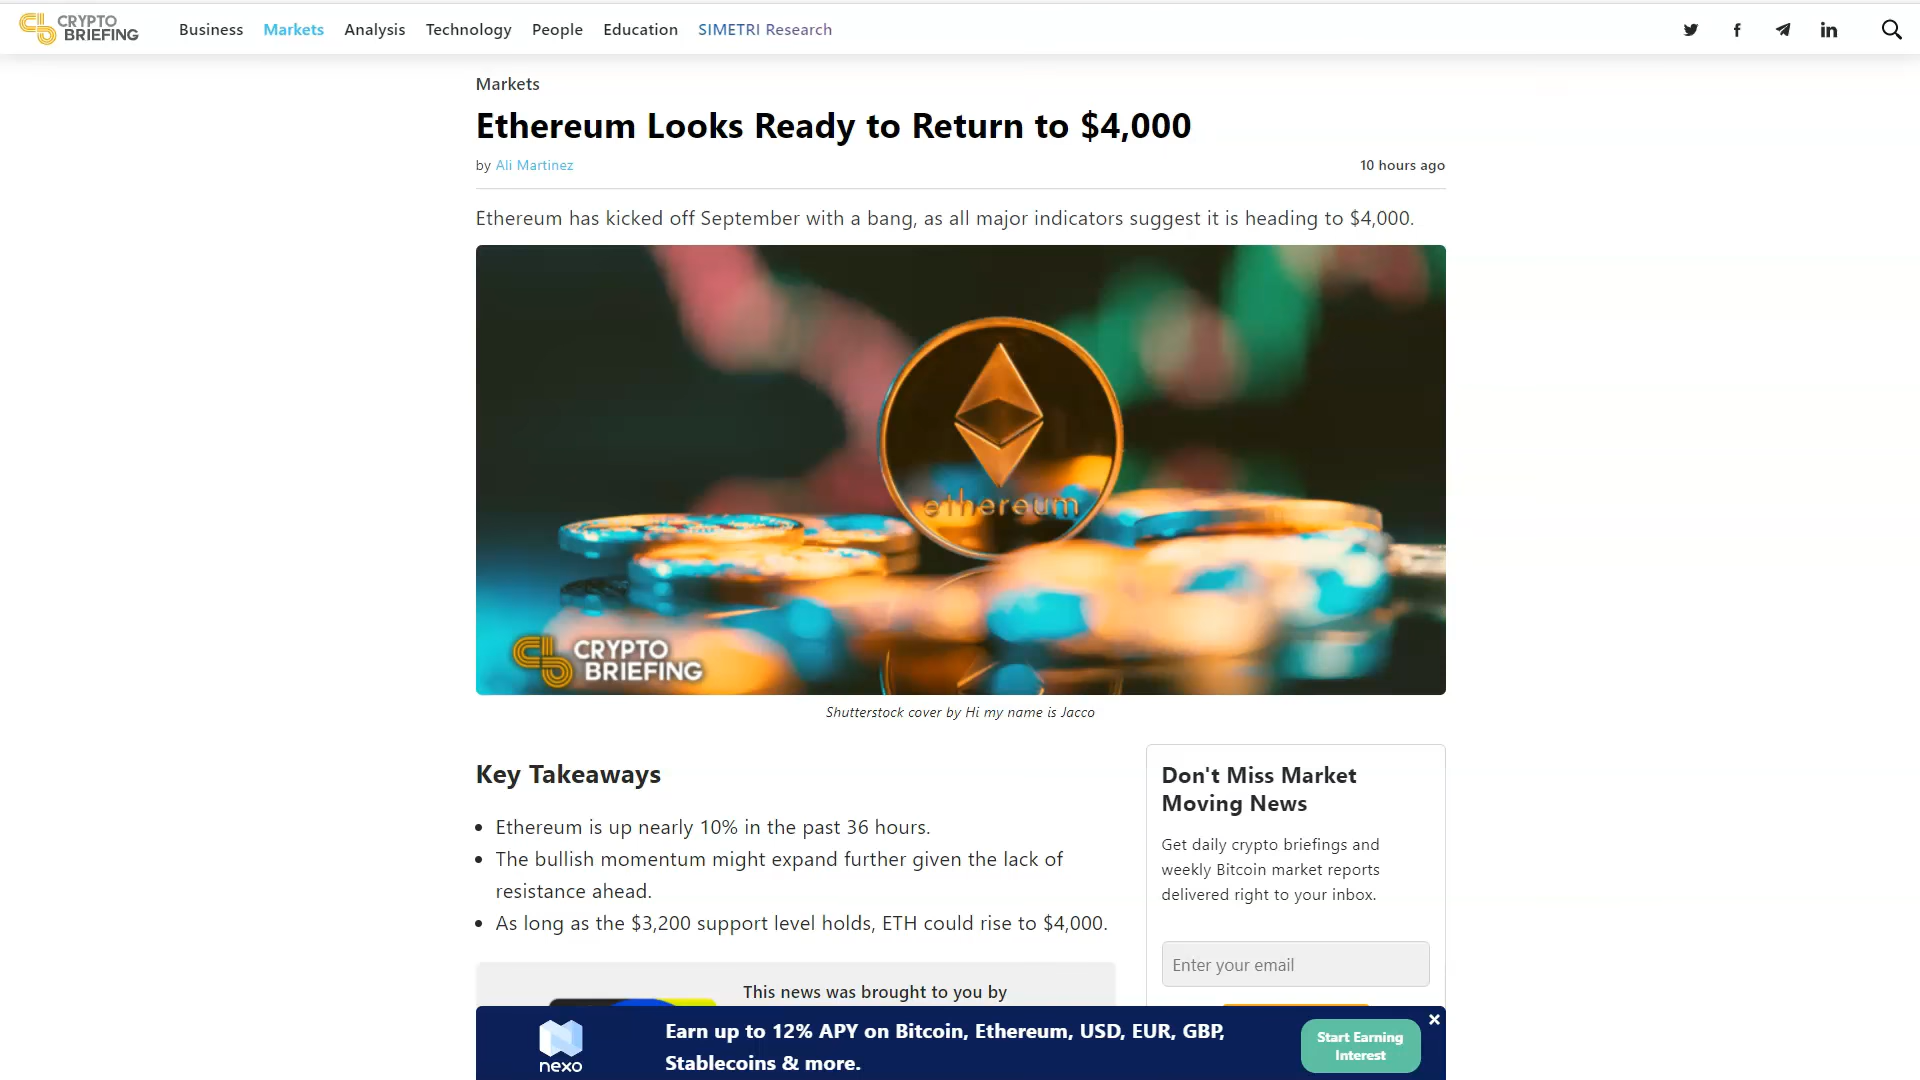 CRYPTO
BRIEFING
Business
Markets
Analysis
Technology
People
Education
SIMETRI Research
Markets
Ethereum Looks Ready to Return to $4,000
by Ali Martinez
10 hours ago
Ethereum has kicked off September with a bang, as all major indicators suggest it is heading to $4,000.
ethereum
CRYPTO
BRIEFING
Shutterstock cover by Hi my name is Jacco
Key Takeaways
Ethereum is up nearly 10% in the past 36 hours.
The bullish momentum might expand further given the lack of
resistance ahead.
As long as the $3,200 support level holds, ETH could rise to $4,000.
Don't Miss Market
Moving News
Get daily crypto briefings and
weekly Bitcoin market reports
delivered right to your inbox.
Enter your email
This news was brought to you by
nexo
Earn up to 12% APY on Bitcoin, Ethereum, USD, EUR, GBP,
Stablecoins & more.
Start Earning
Interest